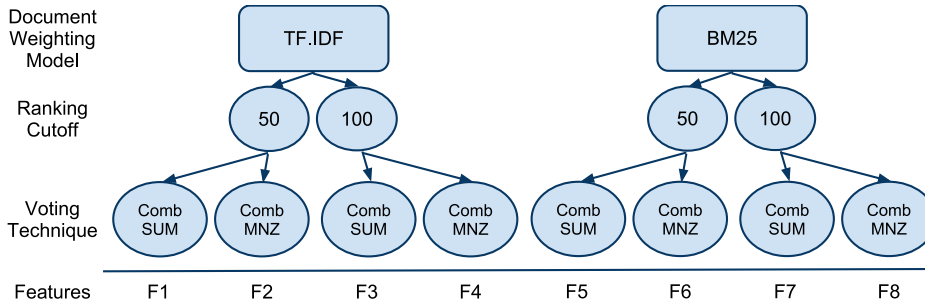 Document
Weighting
Model
TF.IDF
BM25
Ranking
Cutoff
50
100
50
100
Voting
Technique
Comb
SUM
Comb
MNZ
Comb
SUM
Comb
MNZ
Comb
SUM
Comb
MNZ
Comb
SUM
Comb
MNZ
Features F1 F2 F3 F4 F5 F6 F7 F8